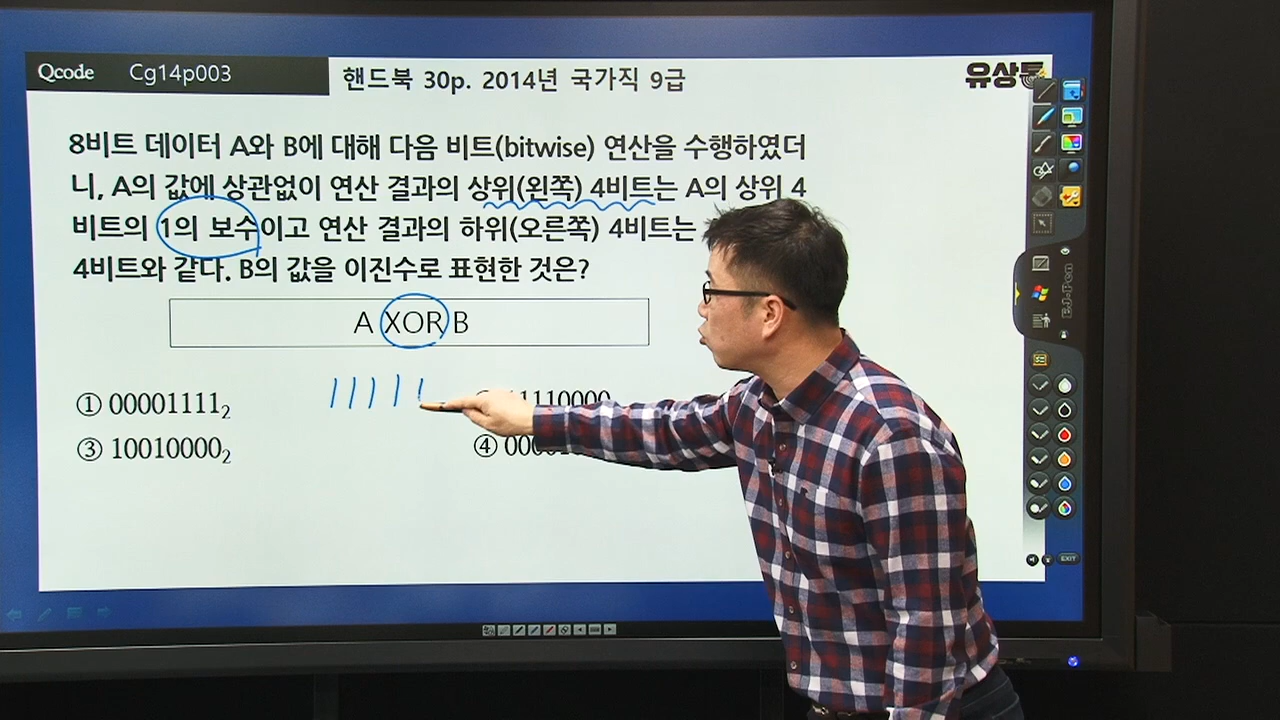 Qcode Cg14p003 핸드북 30p. 2014년 국가직 9급 유상통
8비트 데이터 A와 B에 대해 다음 비트(bitwise) 연산을 수행하였더
니, A의 값에 상관없이 연산 결과의 상위(왼쪽) 4비트는 A의 상위 4
비트의 1의 보수이고 연산 결과의 하위(오른쪽) 4비트는
4비트와 같다. B의 값을 이진수로 표현한 것은?
A XOR B
① 00001111₂ 11110000
③ 10010000₂ ④ 0000
EJ-Pen
EXIT